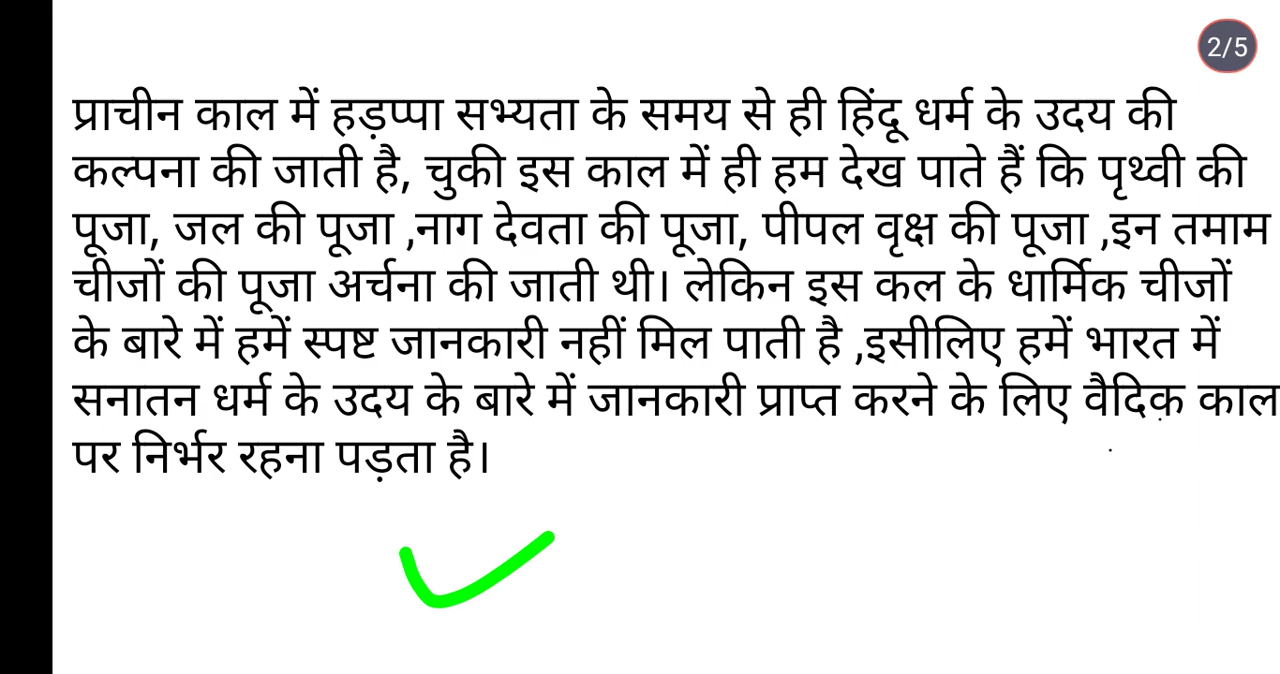 2/5
प्राचीन काल में हड़प्पा सभ्यता के समय से ही हिंदू धर्म के उदय की
कल्पना की जाती है, चुकी इस काल में ही हम देख पाते हैं कि पृथ्वी की
पूजा, जल की पूजा ,नाग देवता की पूजा, पीपल वृक्ष की पूजा ,इन तमाम
चीजों की पूजा अर्चना की जाती थी। लेकिन इस कल के धार्मिक चीजों
के बारे में हमें स्पष्ट जानकारी नहीं मिल पाती है ,इसीलिए हमें भारत में
सनातन धर्म के उदय के बारे में जानकारी प्राप्त करने के लिए वैदिक काल
पर निर्भर रहना पड़ता है।